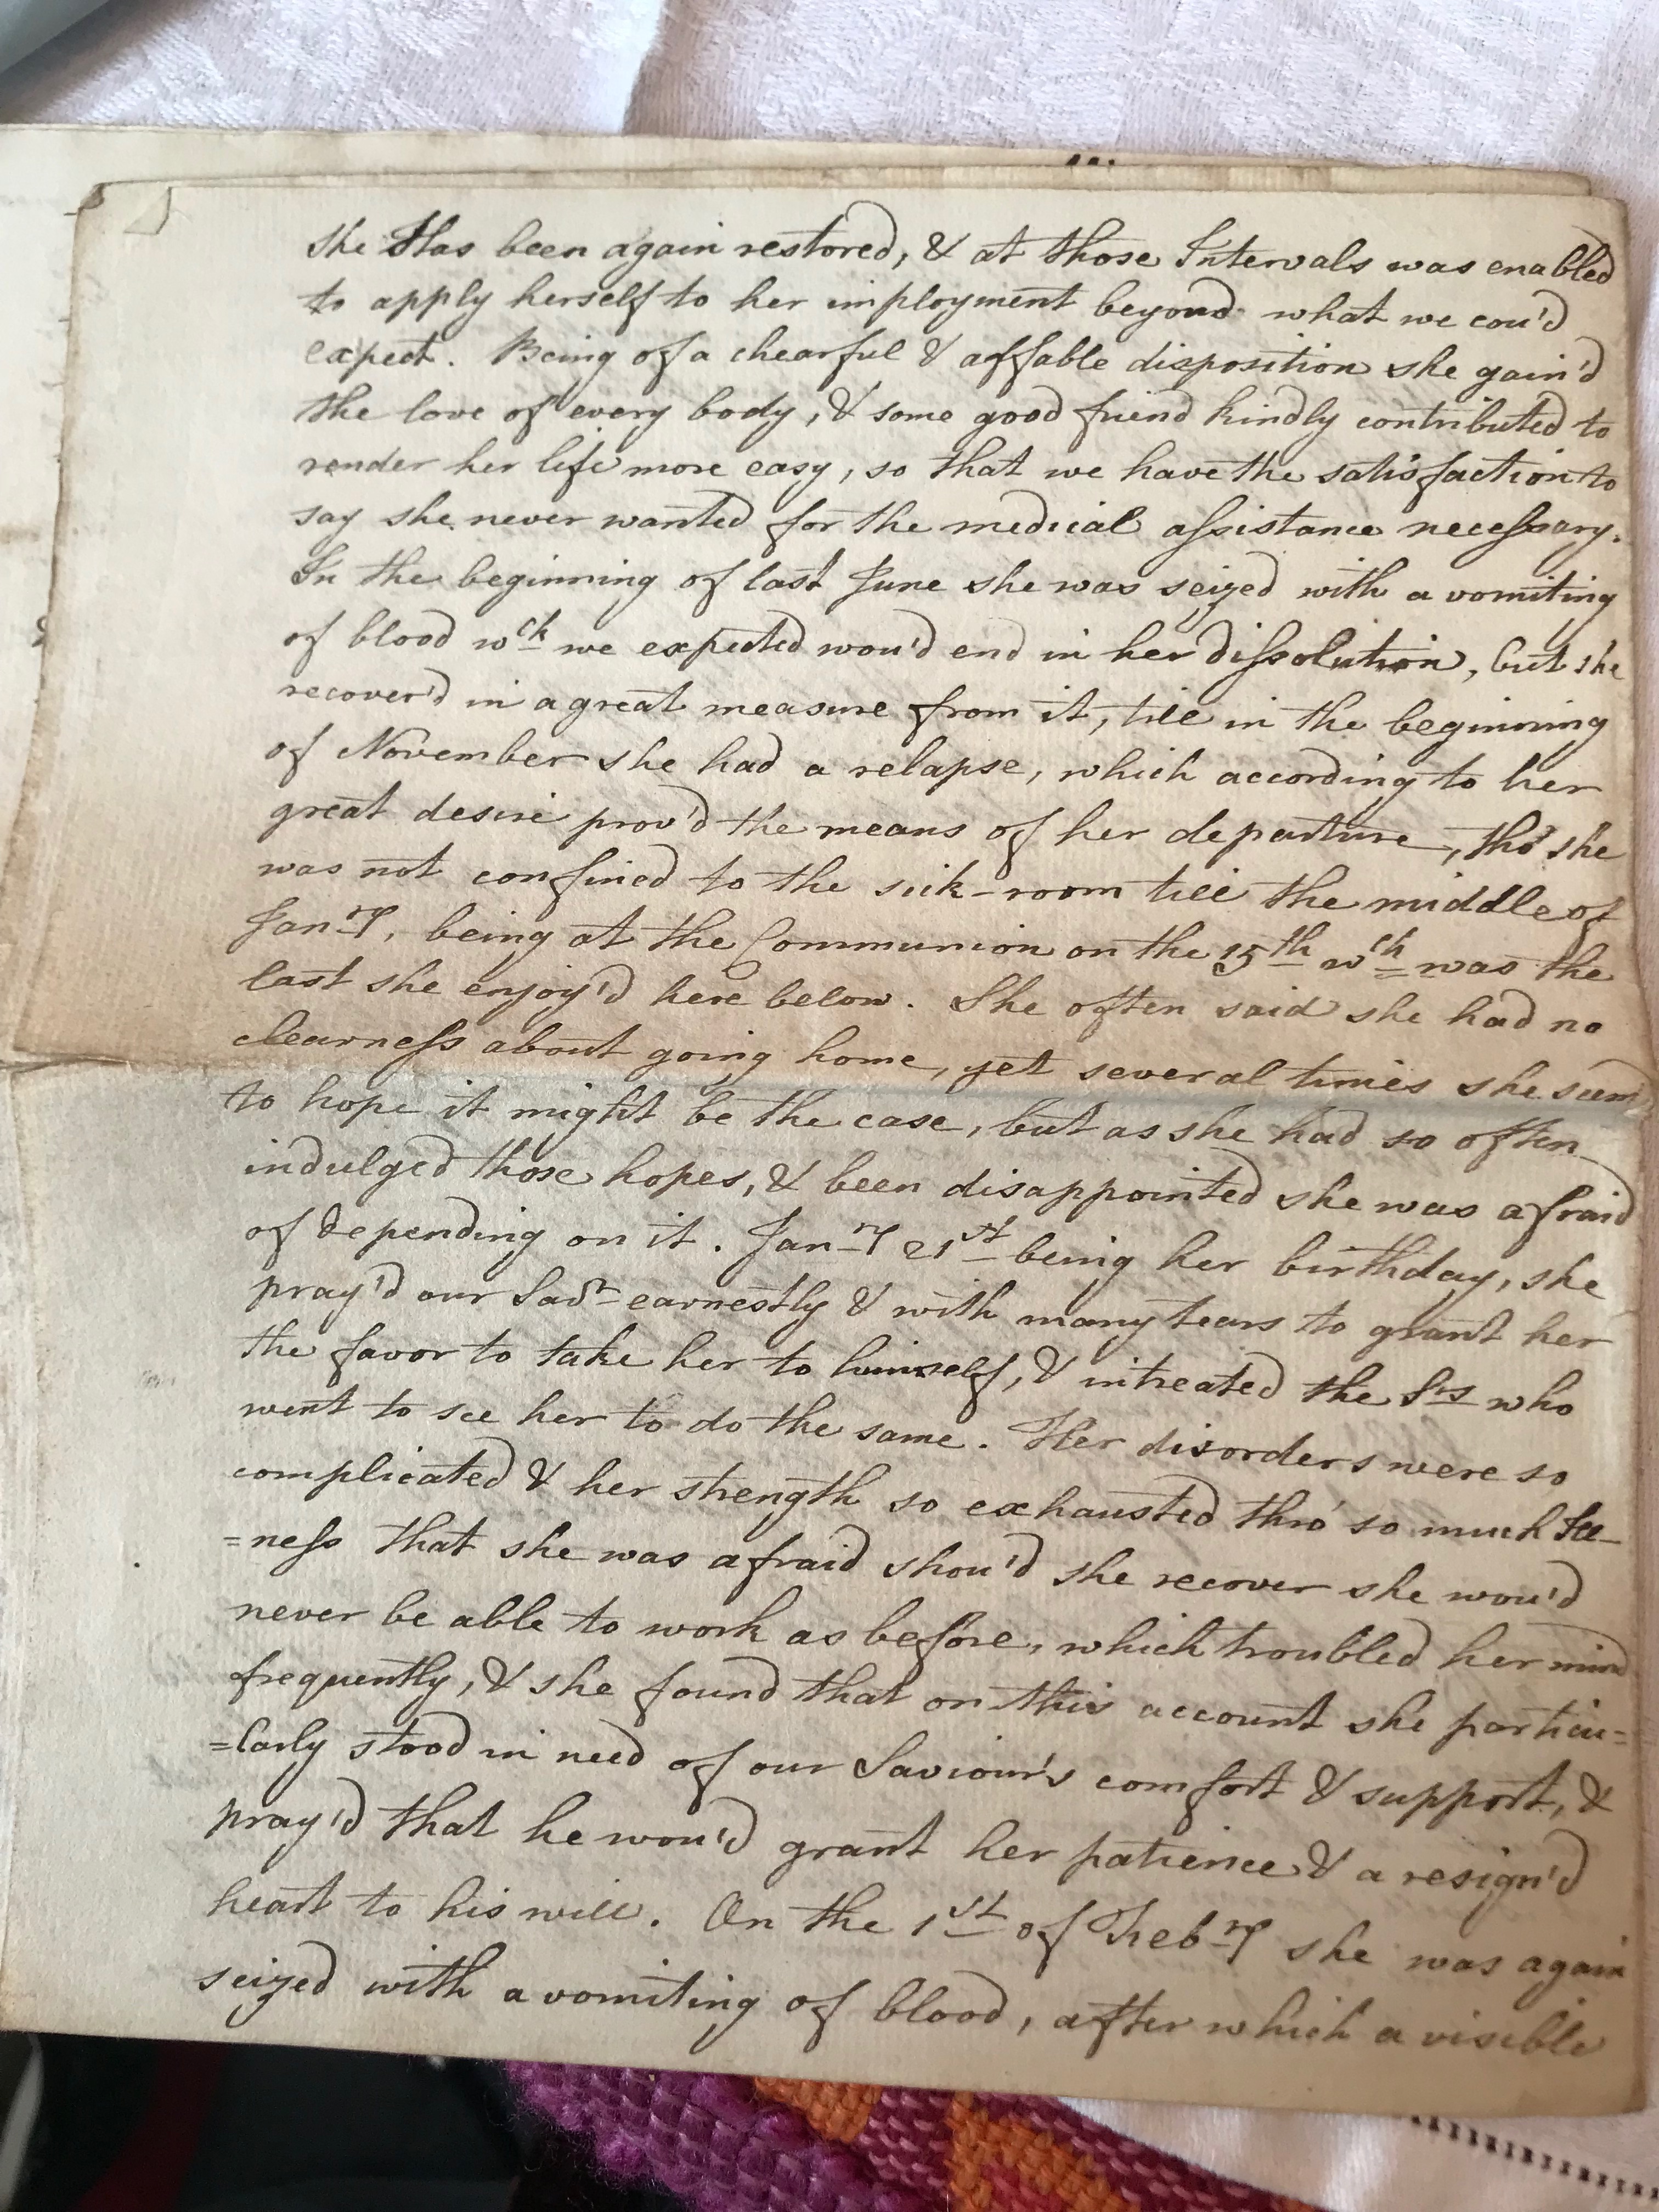 she Has been again restored, & at those Intervals was enabled
to apply herself to her imployment beyond what we cou'd
expect. Being of a chearful & affable disposition she gain'd
the love of every body, & some good friend kindly contributed to
render her life more easy, so that we have the satisfaction to
say she never wanted for the medical assistance necessary.
In the beginning of last June she was seized with a vomiting
of blood wch we expected wou'd end in her dissolution, but she
recover'd in a great measure from it, till in the beginning
of November she had a relapse, which according to her
great desire prov'd the means of her departure, tho' she
was not confined to the sick-room till the middle of
Janry, being at the Communion on the 15th wch was the
last she enjoy'd here below. She often said she had no
clearness about going home, yet several times she seem'd
to hope it might be the case, but as she had so often
indulged those hopes, & been disappointed she was afraid
of depending on it. Janry 21st being her birthday, she
pray'd our Savr earnestly & with many tears to grant her
the favor to take her to himself, & intreated the Srs who
went to see her to do the same. Her disorders were so
complicated & her strength so exhausted thro' so much Ill-
=ness that she was afraid shou'd she recover she wou'd
never be able to work as before, which troubled her mind
frequently, & she found that on this account she particu=
=larly stood in need of our Saviour's comfort & support, &
pray'd that he wou'd grant her patience & a resign'd
heart to his will. On the 1st of Febry she was again
seized with a vomiting of blood, after which a visible